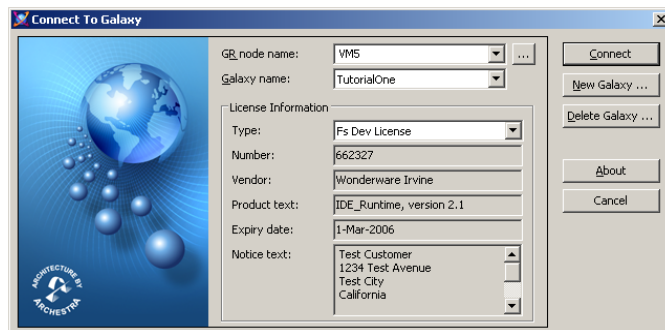 Connect To Galaxy
GR node name: VM5 ...
Galaxy name: TutorialOne
License Information
Type: Fs Dev License
Number: 662327
Vendor: Wonderware Irvine
Product text: IDE_Runtime, version 2.1
Expiry date: 1-Mar-2006
Notice text: Test Customer
1234 Test Avenue
Test City
California
Connect
New Galaxy ...
Delete Galaxy ...
About
Cancel
ARCHITECTURE BY
ARCHESTRA